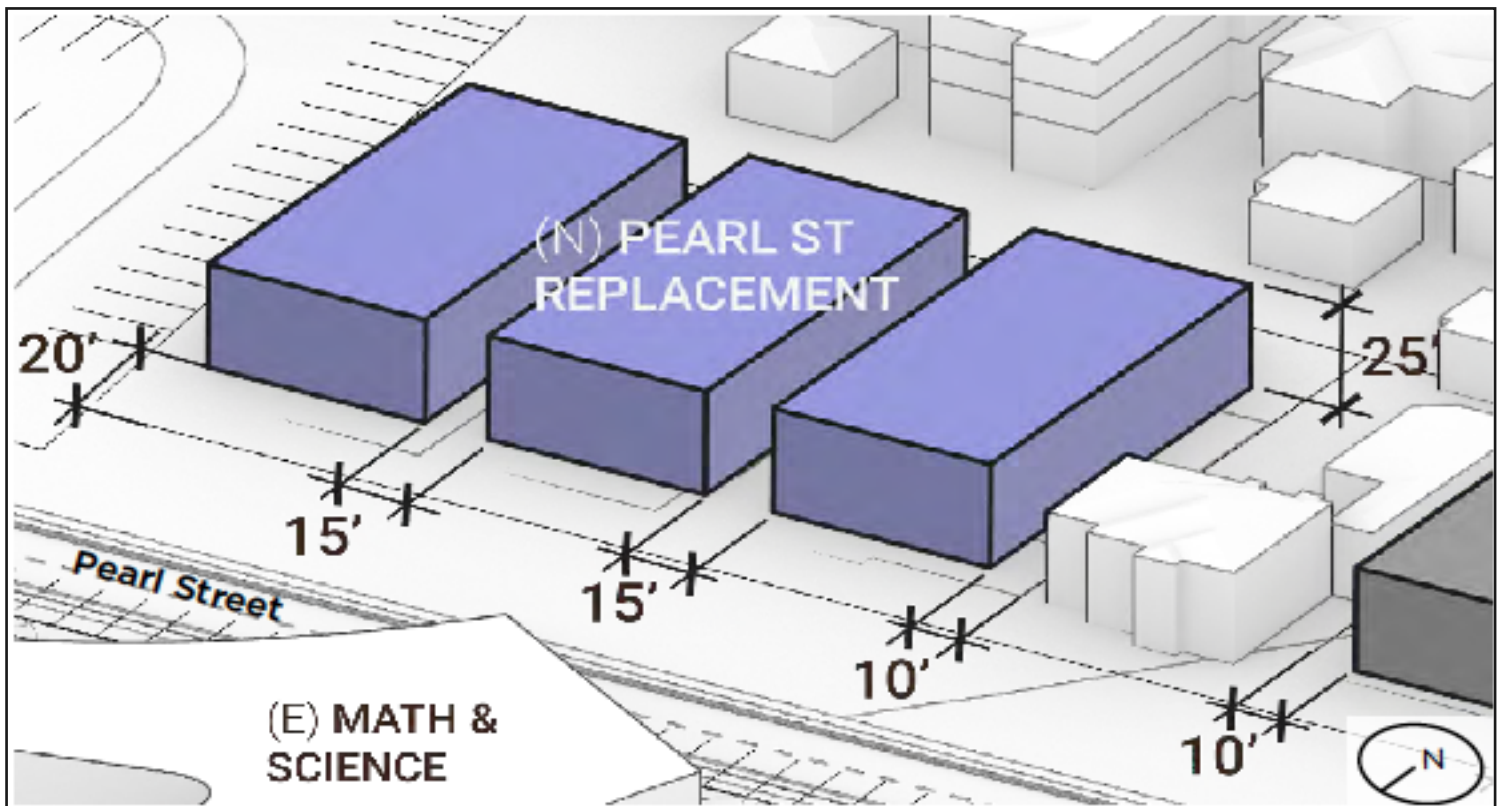 (N) PEARL ST
REPLACEMENT
20’
25’
15’
15’
10’
10’
Pearl Street
(E) MATH &
SCIENCE
N